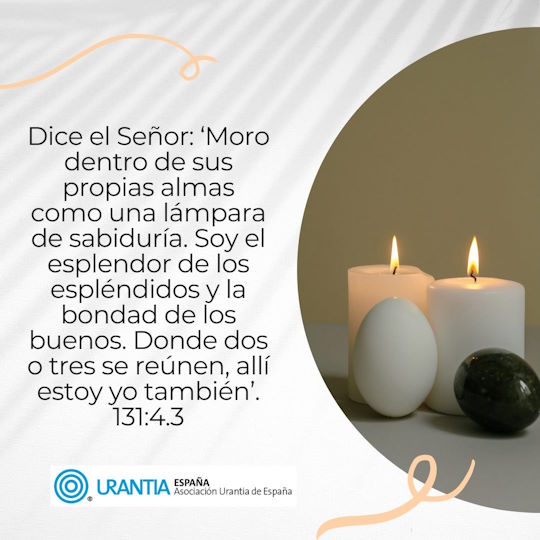 Dice el Señor: ‘Moro
dentro de sus
propias almas
como una lámpara
de sabiduría. Soy el
esplendor de los
espléndidos y la
bondad de los
buenos. Donde dos
o tres se reúnen, allí
estoy yo también’.
131:4.3
URANTIA ESPAÑA
® Asociación Urantia de España